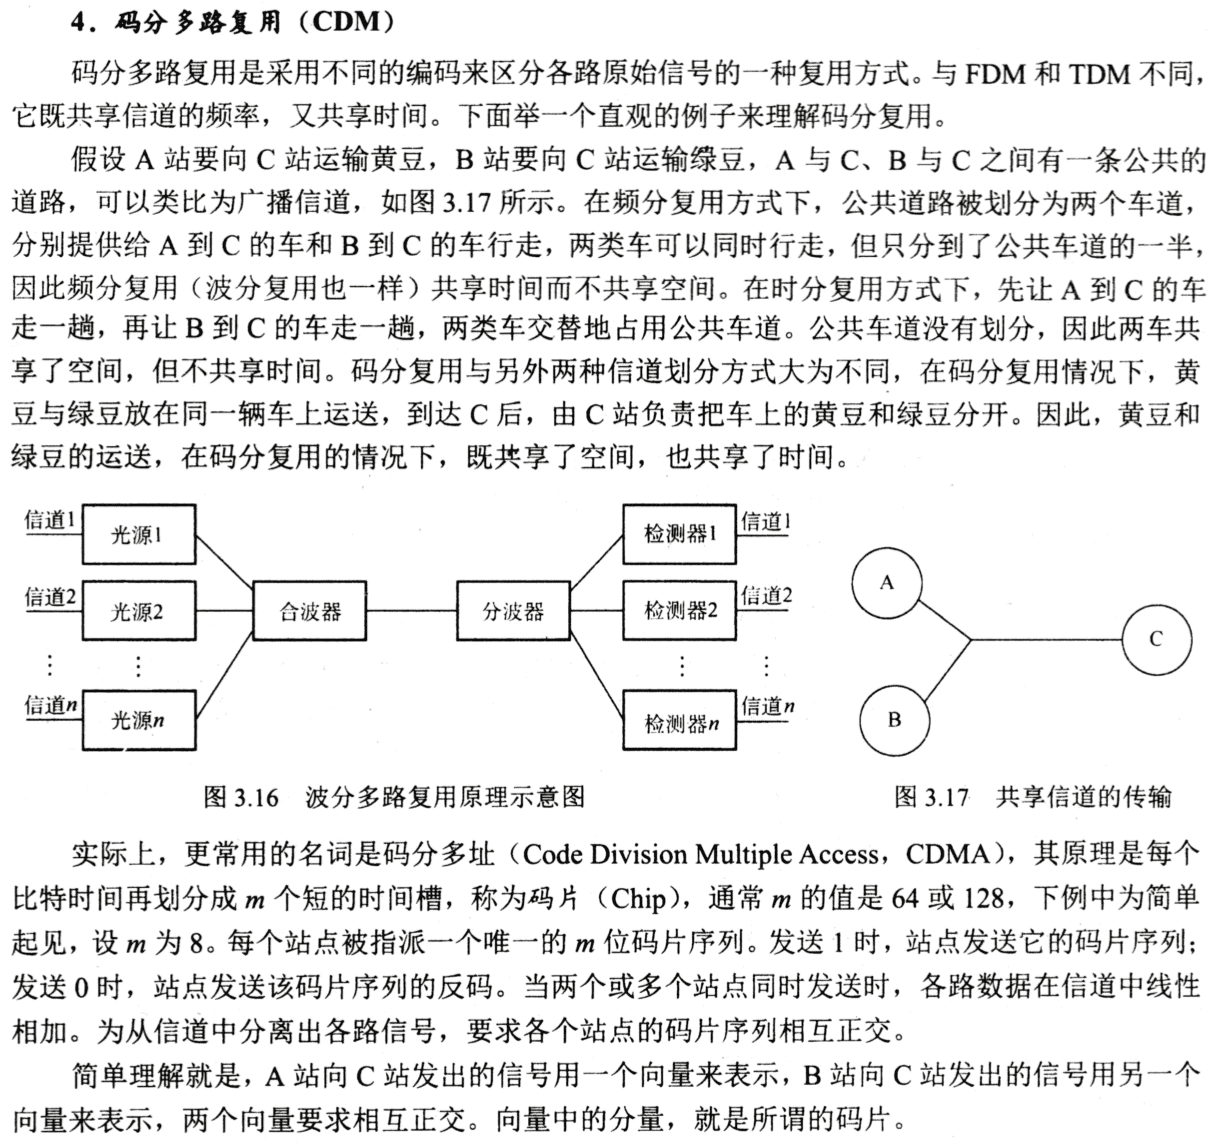 4．码分多路复用（CDM）
码分多路复用是采用不同的编码来区分各路原始信号的一种复用方式。与 FDM 和 TDM 不同，
它既共享信道的频率，又共享时间。下面举一个直观的例子来理解码分复用。
假设 A 站要向 C 站运输黄豆，B 站要向 C 站运输绿豆，A 与 C、B 与 C 之间有一条公共的
道路，可以类比为广播信道，如图 3.17 所示。在频分复用方式下，公共道路被划分为两个车道，
分别提供给 A 到 C 的车和 B 到 C 的车行走，两类车可以同时行走，但只分到了公共车道的一半，
因此频分复用（波分复用也一样）共享时间而不共享空间。在时分复用方式下，先让 A 到 C 的车
走一趟，再让 B 到 C 的车走一趟，两类车交替地占用公共车道。公共车道没有划分，因此两车共
享了空间，但不共享时间。码分复用与另外两种信道划分方式大为不同，在码分复用情况下，黄
豆与绿豆放在同一辆车上运送，到达 C 后，由 C 站负责把车上的黄豆和绿豆分开。因此，黄豆和
绿豆的运送，在码分复用的情况下，既共享了空间，也共享了时间。
信道1
光源1
检测器1
信道1
信道2
光源2
合波器
分波器
检测器2
信道2
⋮
⋮
⋮
⋮
信道n
光源n
检测器n
信道n
A
B
C
图 3.16 波分多路复用原理示意图
图 3.17 共享信道的传输
实际上，更常用的名词是码分多址（Code Division Multiple Access，CDMA），其原理是每个
比特时间再划分成 m 个短的时间槽，称为码片（Chip），通常 m 的值是 64 或 128，下例中为简单
起见，设 m 为 8。每个站点被指派一个唯一的 m 位码片序列。发送 1 时，站点发送它的码片序列；
发送 0 时，站点发送该码片序列的反码。当两个或多个站点同时发送时，各路数据在信道中线性
相加。为从信道中分离出各路信号，要求各个站点的码片序列相互正交。
简单理解就是，A 站向 C 站发出的信号用一个向量来表示，B 站向 C 站发出的信号用另一个
向量来表示，两个向量要求相互正交。向量中的分量，就是所谓的码片。